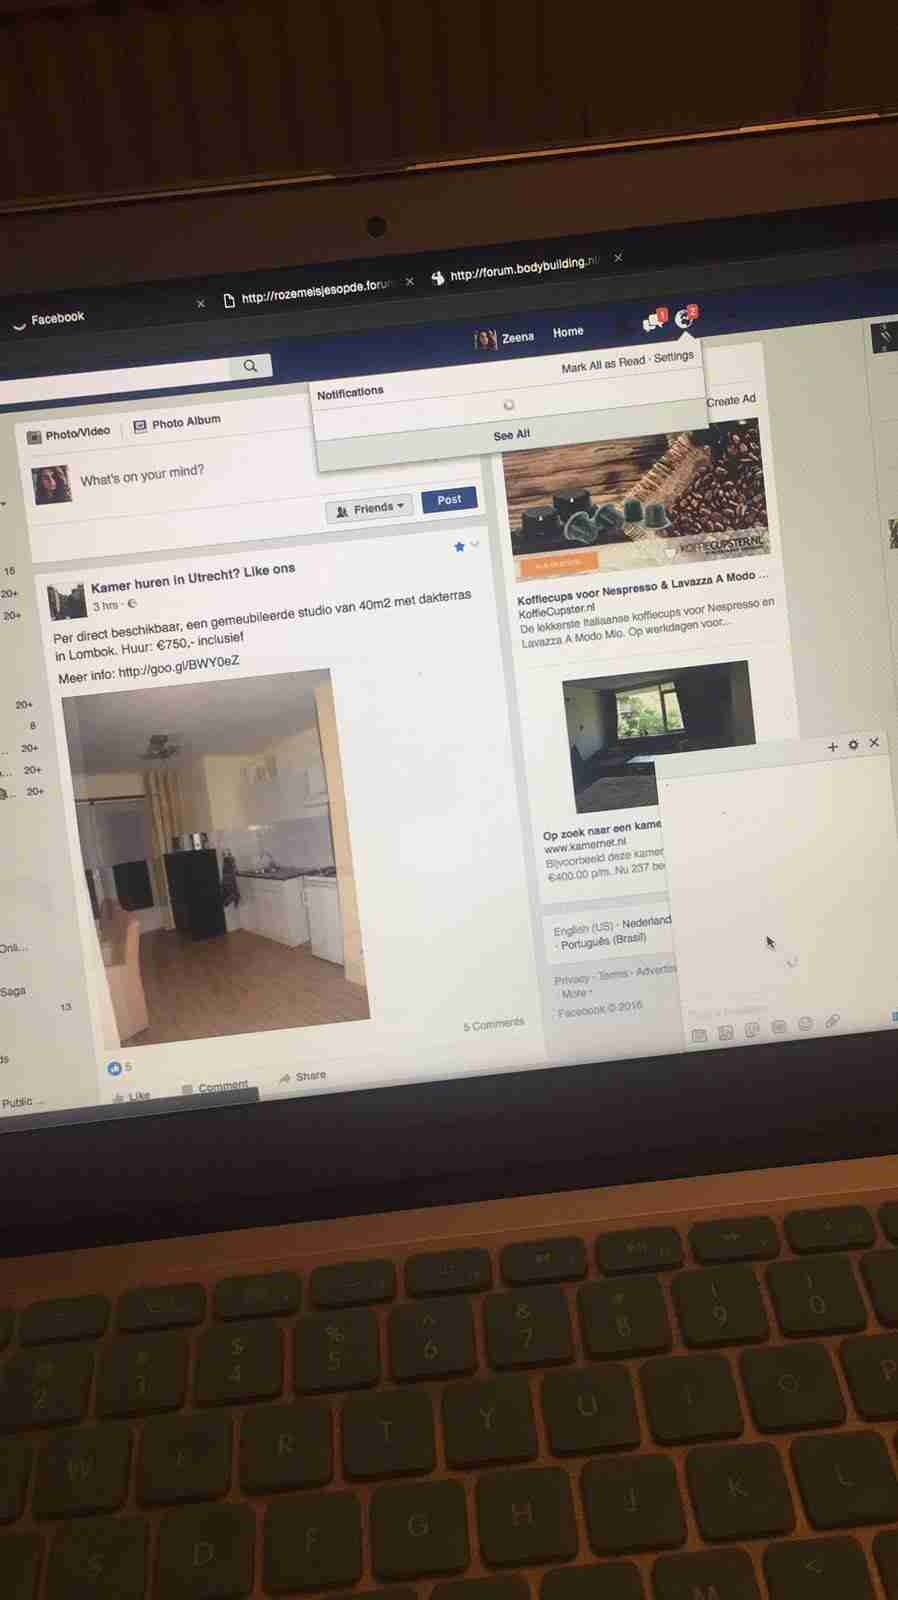 Facebook
http://rozemeisjesopde.foru
http://forum.bodybuilding.nl/
Zeena
Home
1
2
Notifications
Mark All as Read · Settings
See All
Photo/Video
Photo Album
Create Ad
What's on your mind?
Friends
Post
Kamer huren in Utrecht? Like ons
3 hrs ·
Per direct beschikbaar, een gemeubileerde studio van 40m2 met dakterras
in Lombok. Huur: €750,- inclusief
Meer info: http://goo.gl/BWY0eZ
5 Comments
5
Like
Comment
Share
16
20+
20+
20+
8
20+
20+
20+
Onli...
Saga
13
ds
Public ...
KOFFIECUPSTER.NL
Koffiecups voor Nespresso & Lavazza A Modo ...
KoffieCupster.nl
De lekkerste Italiaanse koffiecups voor Nespresso en
Lavazza A Modo Mio. Op werkdagen voor...
Op zoek naar een kame
www.kamernet.nl
Bijvoorbeeld deze kamer
€400.00 p/m. Nu 237 be
English (US) · Nederland
· Português (Brasil)
Privacy · Terms · Advertis
More
Facebook © 2016
& 7
8
9
0
2
3
$ 4
% 5
^ 6
W
R
T
Y
U
I
O
P
S
D
F
G
H
J
K
L
M
<